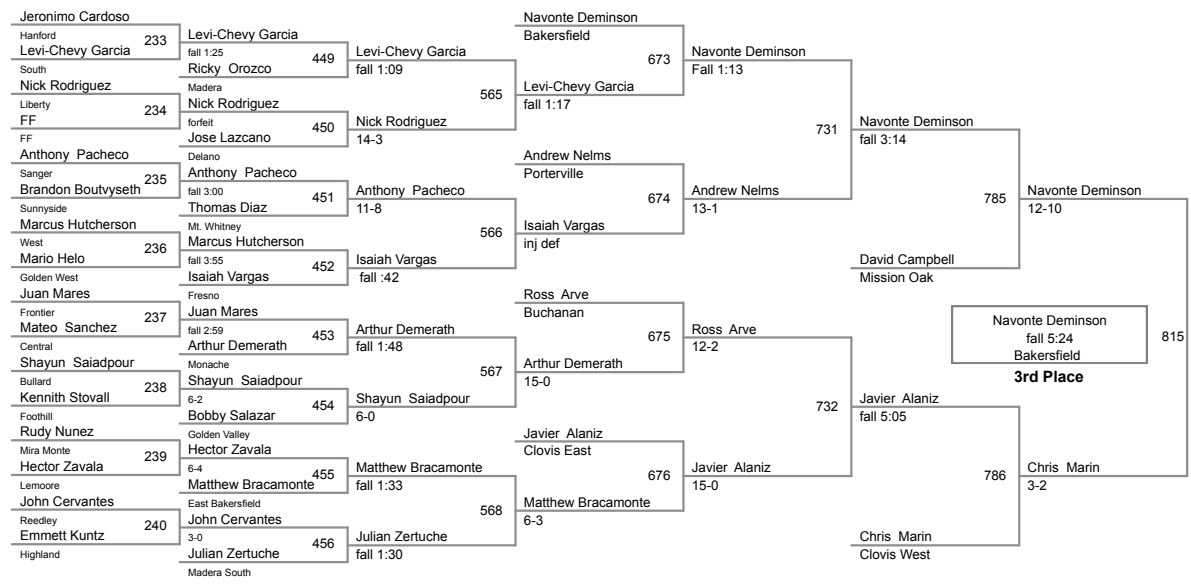 Jeronimo Cardoso
Hanford
233
Levi-Chevy Garcia
South
Nick Rodriguez
Liberty
234
FF
FF
Anthony Pacheco
Sanger
235
Brandon Boutvyseth
Sunnyside
Marcus Hutcherson
West
236
Mario Helo
Golden West
Juan Mares
Frontier
237
Mateo Sanchez
Central
Shayun Saiadpour
Bullard
238
Kennith Stovall
Foothill
Rudy Nunez
Mira Monte
239
Hector Zavala
Lemoore
John Cervantes
Reedley
240
Emmett Kuntz
Highland
Levi-Chevy Garcia
fall 1:25
449
Ricky Orozco
Madera
Nick Rodriguez
forfeit
450
Jose Lazcano
Delano
Anthony Pacheco
fall 3:00
451
Thomas Diaz
Mt. Whitney
Marcus Hutcherson
fall 3:55
452
Isaiah Vargas
Fresno
Juan Mares
fall 2:59
453
Arthur Demerath
Monache
Shayun Saiadpour
6-2
454
Bobby Salazar
Golden Valley
Hector Zavala
6-4
455
Matthew Bracamonte
East Bakersfield
John Cervantes
3-0
456
Julian Zertuche
Madera South
Levi-Chevy Garcia
fall 1:09
565
Nick Rodriguez
14-3
Anthony Pacheco
11-8
566
Isaiah Vargas
fall :42
Arthur Demerath
fall 1:48
567
Shayun Saiadpour
6-0
Matthew Bracamonte
fall 1:33
568
Julian Zertuche
fall 1:30
Navonte Deminson
Bakersfield
673
Levi-Chevy Garcia
fall 1:17
Andrew Nelms
Porterville
674
Isaiah Vargas
inj def
Ross Arve
Buchanan
675
Arthur Demerath
15-0
Javier Alaniz
Clovis East
676
Matthew Bracamonte
6-3
Navonte Deminson
Fall 1:13
731
Andrew Nelms
13-1
Ross Arve
12-2
732
Javier Alaniz
15-0
Navonte Deminson
fall 3:14
785
David Campbell
Mission Oak
Javier Alaniz
fall 5:05
786
Chris Marin
Clovis West
Navonte Deminson
12-10
815
Chris Marin
3-2
Navonte Deminson
fall 5:24
Bakersfield
3rd Place